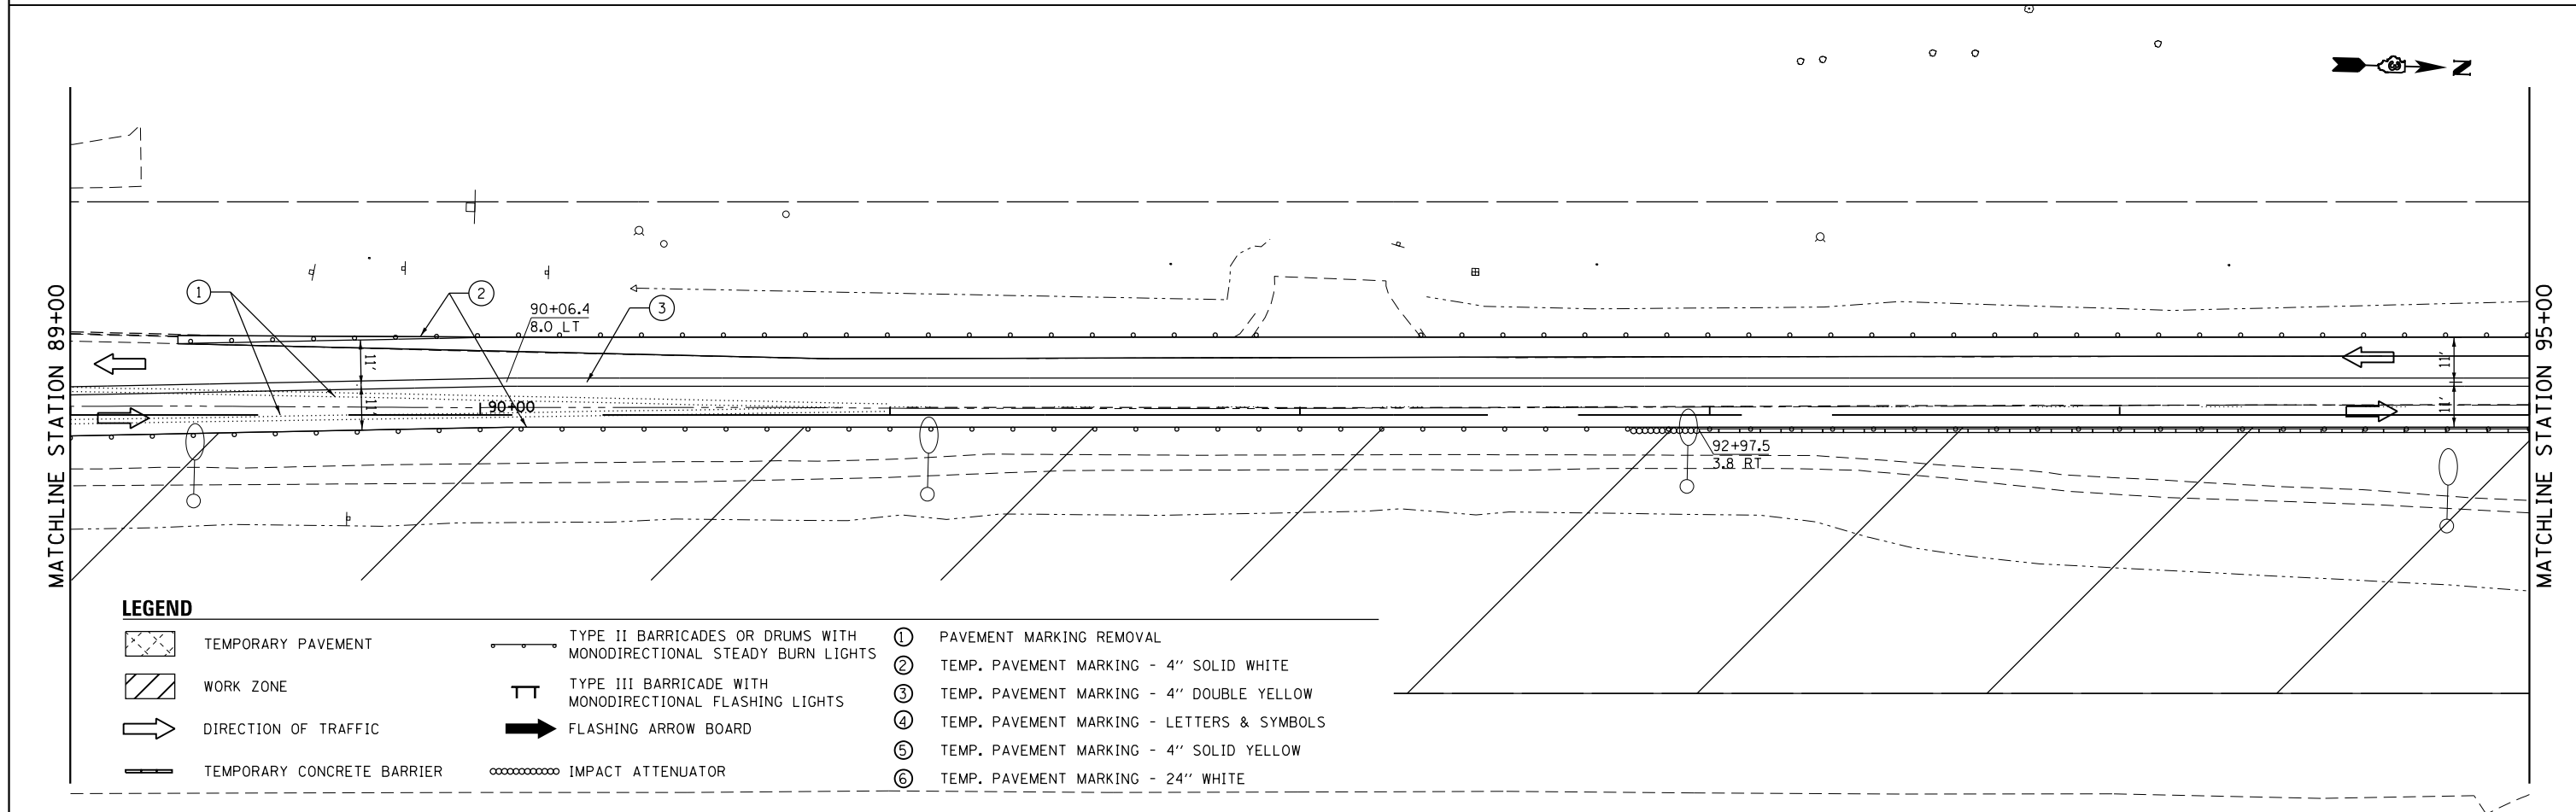 N
MATCHLINE STATION 89+00
MATCHLINE STATION 95+00
1
2
3
90+06.4
8.0 LT
11'
11'
90+00
11'
11'
92+97.5
3.8 RT
LEGEND
TEMPORARY PAVEMENT
WORK ZONE
DIRECTION OF TRAFFIC
TEMPORARY CONCRETE BARRIER
TYPE II BARRICADES OR DRUMS WITH
MONODIRECTIONAL STEADY BURN LIGHTS
TYPE III BARRICADE WITH
MONODIRECTIONAL FLASHING LIGHTS
FLASHING ARROW BOARD
IMPACT ATTENUATOR
1 PAVEMENT MARKING REMOVAL
2 TEMP. PAVEMENT MARKING - 4" SOLID WHITE
3 TEMP. PAVEMENT MARKING - 4" DOUBLE YELLOW
4 TEMP. PAVEMENT MARKING - LETTERS & SYMBOLS
5 TEMP. PAVEMENT MARKING - 4" SOLID YELLOW
6 TEMP. PAVEMENT MARKING - 24" WHITE